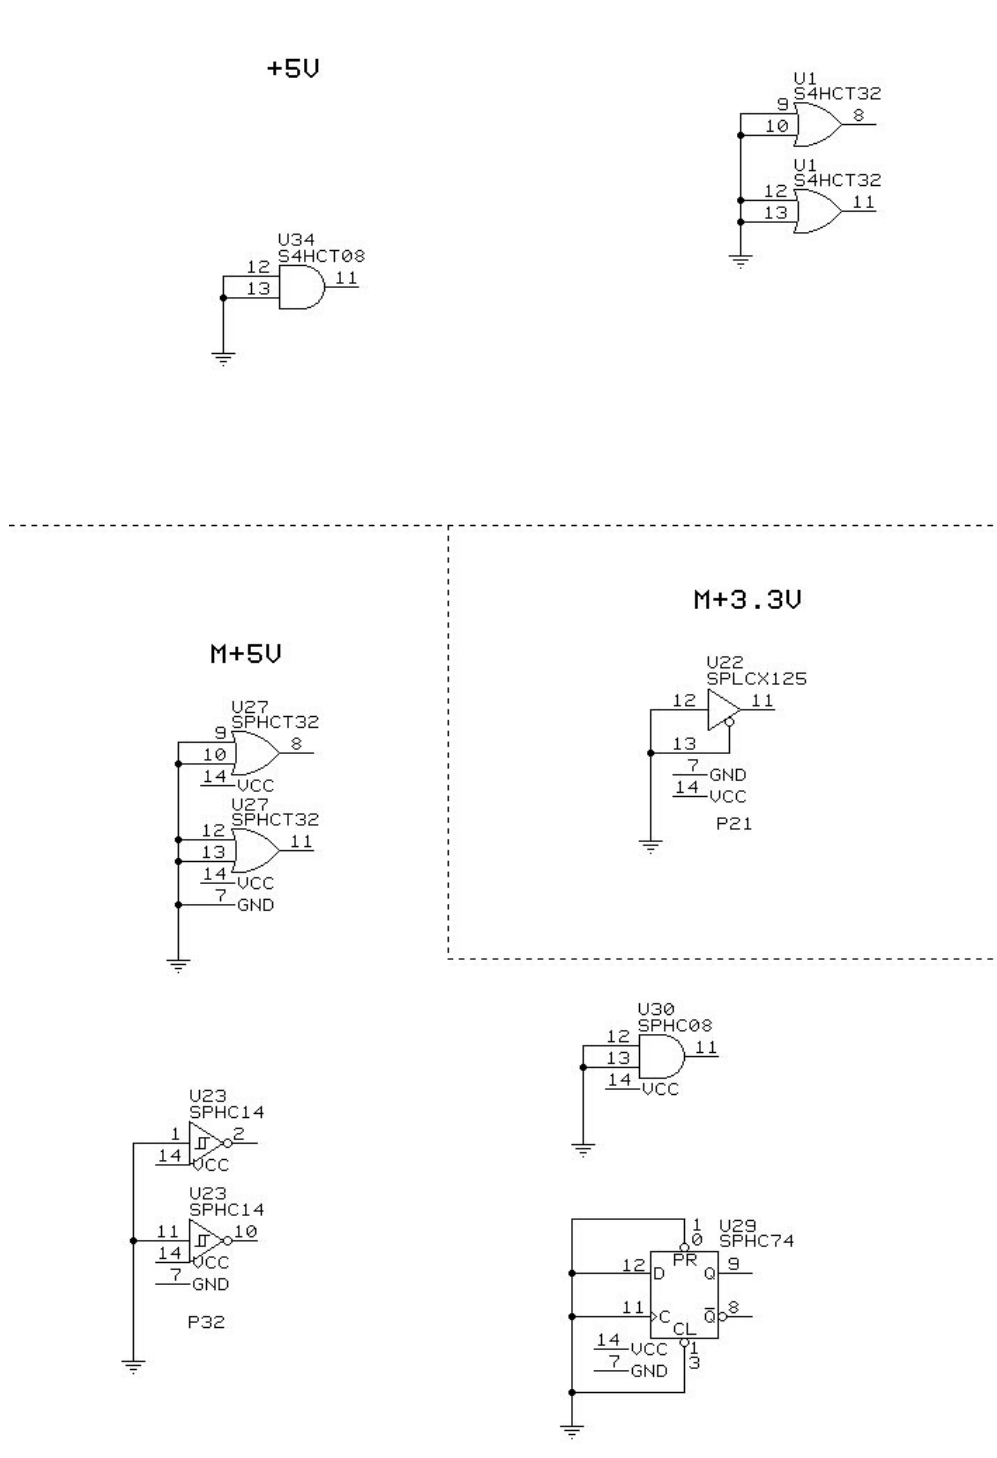 +5V
U1
S4HCT32
9
8
10
U1
S4HCT32
12
11
13
U34
S4HCT08
12
11
13
M+3.3V
M+5V
U22
SPLCX125
12
11
13
7
GND
14
VCC
P21
U27
SPHCT32
9
8
10
14
VCC
U27
SPHCT32
12
11
13
14
VCC
7
GND
U30
SPHC08
12
11
13
14
VCC
U23
SPHC14
1
2
14
VCC
U23
SPHC14
11
10
14
VCC
7
GND
P32
U29
SPHC74
1
0
PR
12
D
Q
9
11
C
Q̅
8
CL
1
3
14
VCC
7
GND